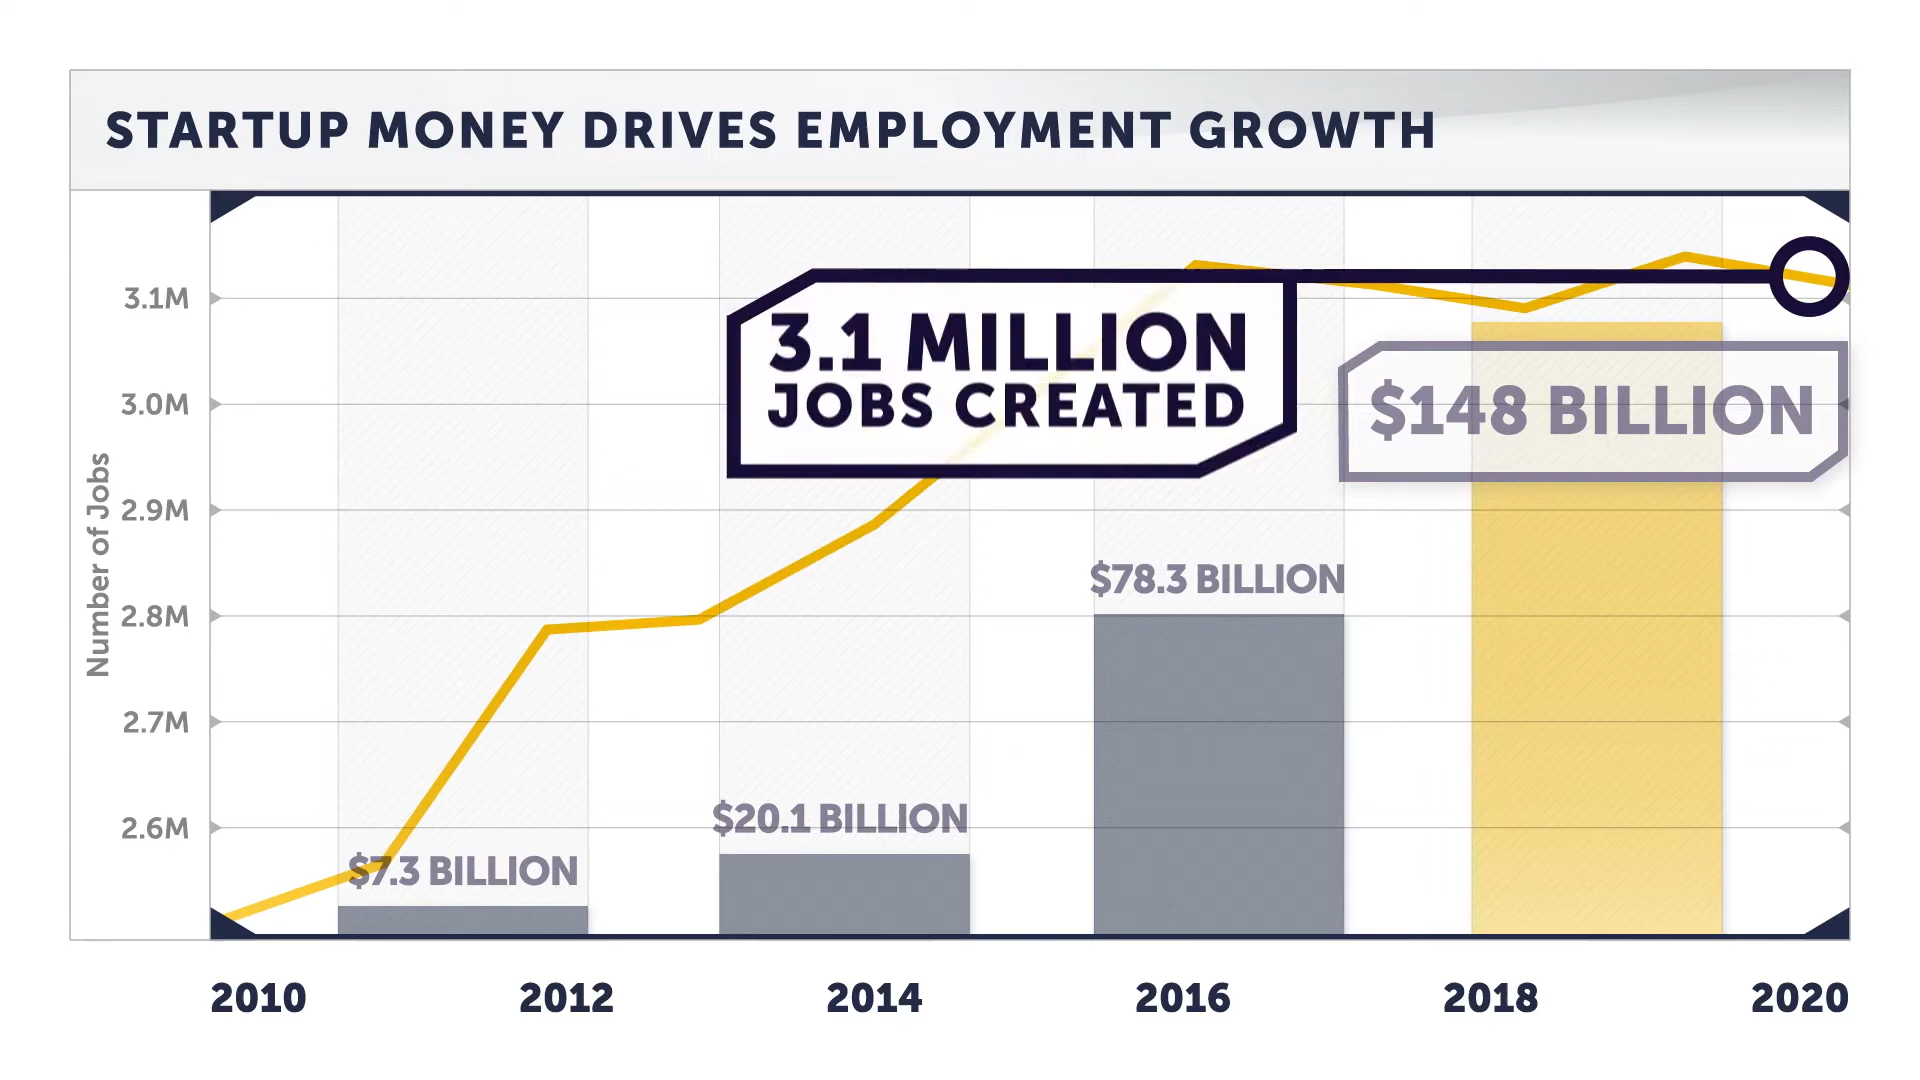 STARTUP MONEY DRIVES EMPLOYMENT GROWTH
Number of Jobs
3.1M
3.0M
2.9M
2.8M
2.7M
2.6M
3.1 MILLION
JOBS CREATED
$148 BILLION
$78.3 BILLION
$20.1 BILLION
$7.3 BILLION
2010
2012
2014
2016
2018
2020